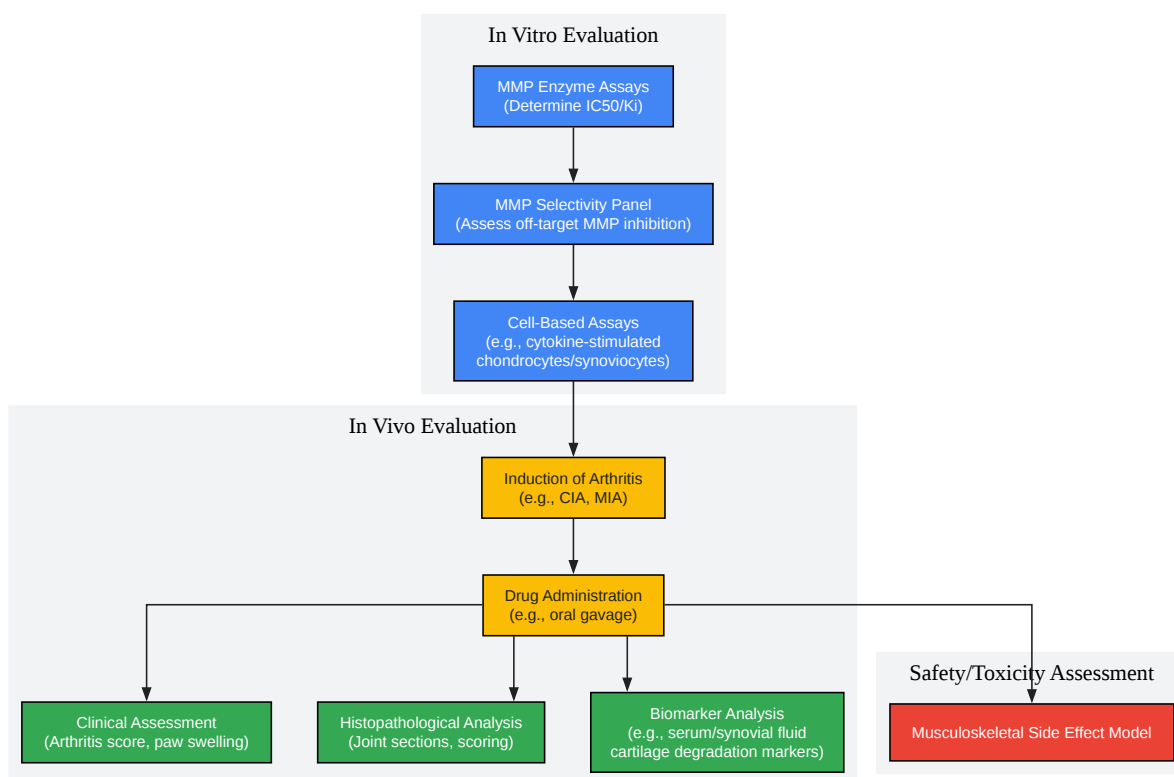 In Vitro Evaluation
MMP Enzyme Assays
(Determine IC50/Ki)
MMP Selectivity Panel
(Assess off-target MMP inhibition)
Cell-Based Assays
(e.g., cytokine-stimulated
chondrocytes/synoviocytes)
In Vivo Evaluation
Induction of Arthritis
(e.g., CIA, MIA)
Drug Administration
(e.g., oral gavage)
Clinical Assessment
(Arthritis score, paw swelling)
Histopathological Analysis
(Joint sections, scoring)
Biomarker Analysis
(e.g., serum/synovial fluid
cartilage degradation markers)
Safety/Toxicity Assessment
Musculoskeletal Side Effect Model